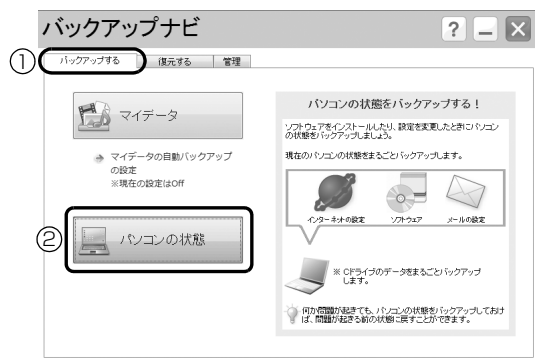 バックアップナビ
? _ ×
① バックアップする 復元する 管理
マイデータ
マイデータの自動バックアップ
の設定
※現在の設定はOff
② パソコンの状態
パソコンの状態をバックアップする！
ソフトウェアをインストールしたり、設定を変更したときにパソコン
の状態をバックアップしましょう。
現在のパソコンの状態をまるごとバックアップします。
インターネットの設定 ソフトウェア メールの設定
※ Cドライブのデータをまるごとバックアップ
します。
何か問題が起きても、パソコンの状態をバックアップしておけ
ば、問題が起きる前の状態に戻すことができます。